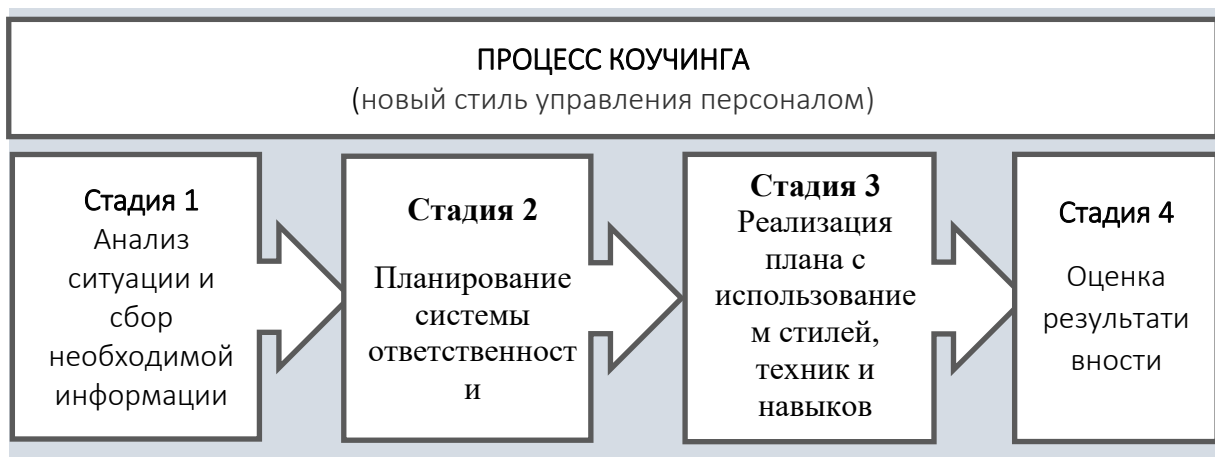 ПРОЦЕСС КОУЧИНГА
(новый стиль управления персоналом)
Стадия 1
Анализ
ситуации и
сбор
необходимой
информации
Стадия 2
Планирование
системы
ответственност
и
Стадия 3
Реализация
плана с
использование
м стилей,
техник и
навыков
Стадия 4
Оценка
результати
вности